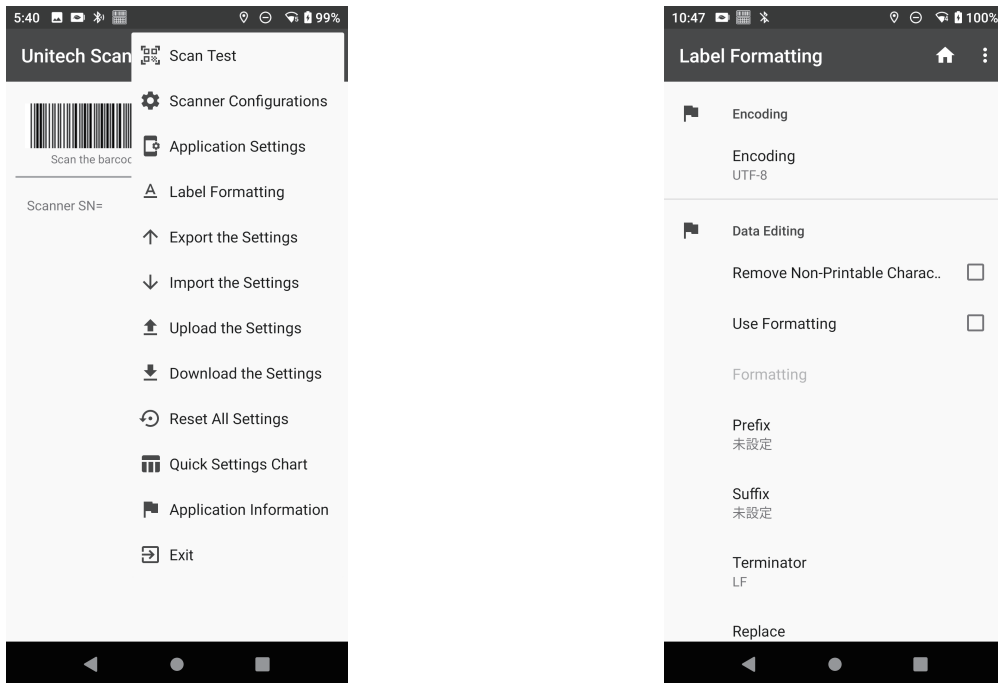 5:40
99%
Unitech Scan
Scan the barcod
Scanner SN=
Scan Test
Scanner Configurations
Application Settings
Label Formatting
Export the Settings
Import the Settings
Upload the Settings
Download the Settings
Reset All Settings
Quick Settings Chart
Application Information
Exit
10:47
100%
Label Formatting
Encoding
Encoding
UTF-8
Data Editing
Remove Non-Printable Charac..
Use Formatting
Formatting
Prefix
未設定
Suffix
未設定
Terminator
LF
Replace